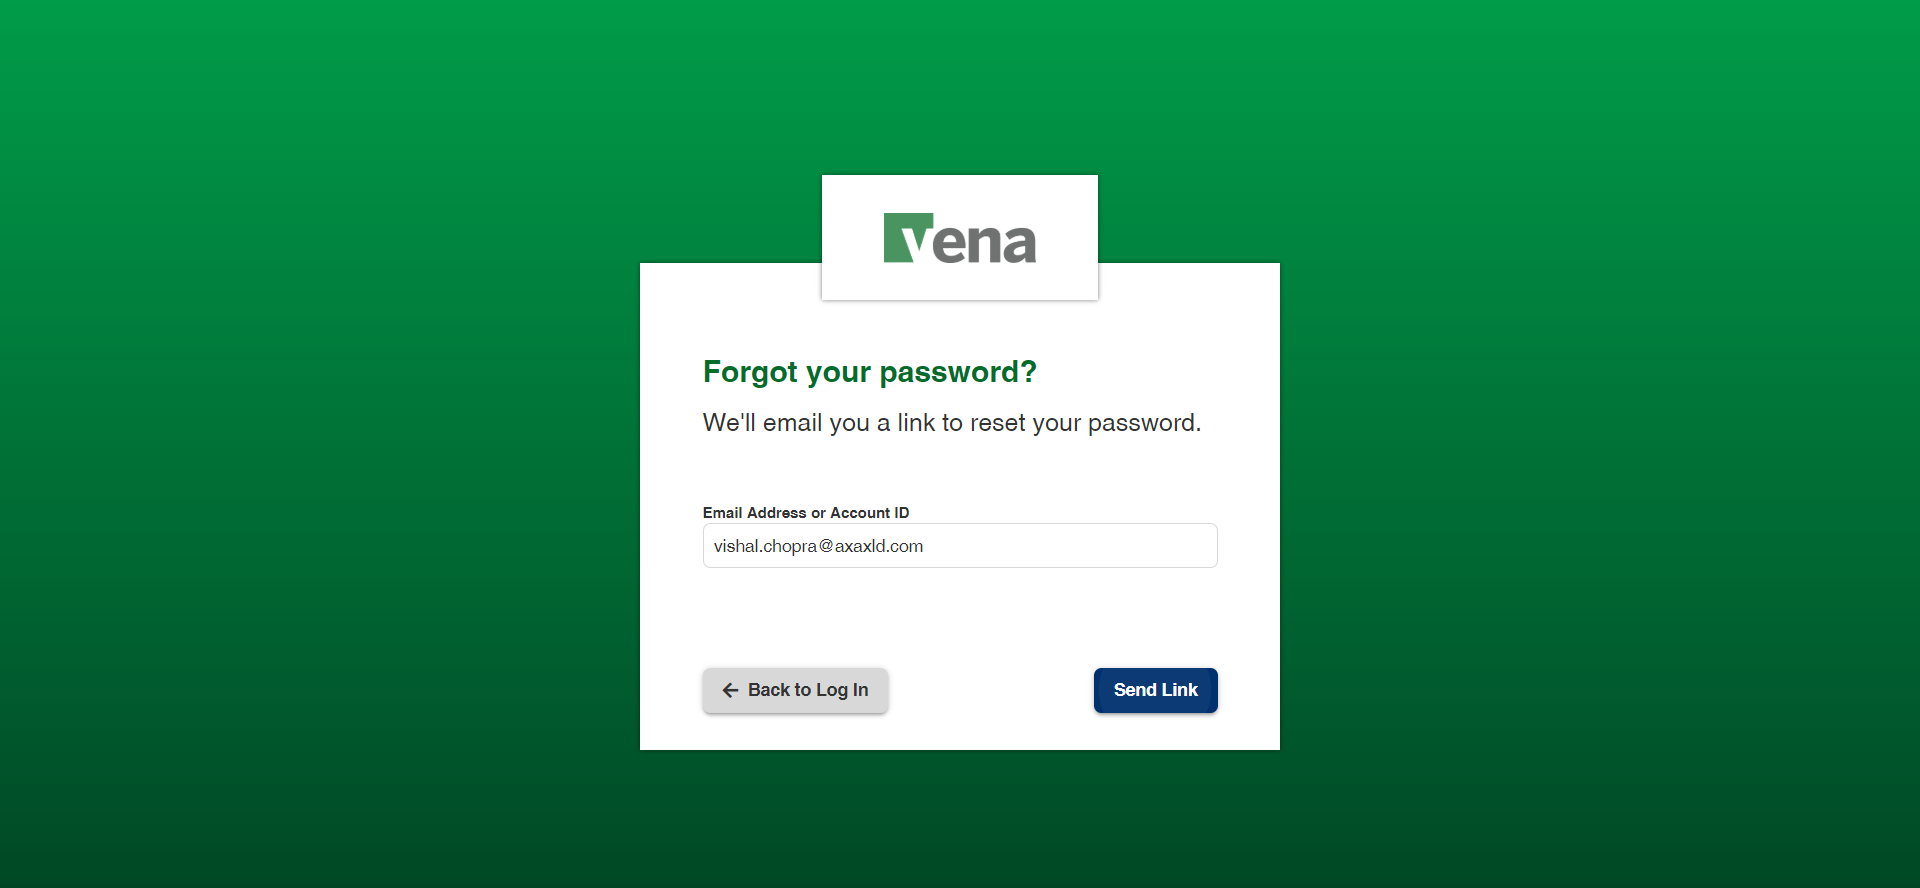 vena
Forgot your password?
We'll email you a link to reset your password.
Email Address or Account ID
vishal.chopra@axaxld.com
Back to Log In
Send Link